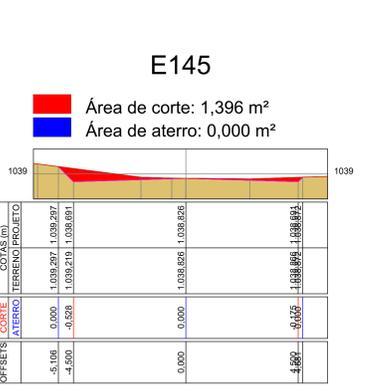 E145
Área de corte: 1,396 m²
Área de aterro: 0,000 m²
1039
1039
COTAS (m)
PROJETO
1.039,297
1.038,691
1.038,826
TERRENO
1.039,297
1.039,219
1.038,826
CORTE
ATERRO
0,000
-0,528
0,000
OFFSETS
-5,106
-4,500
0,000